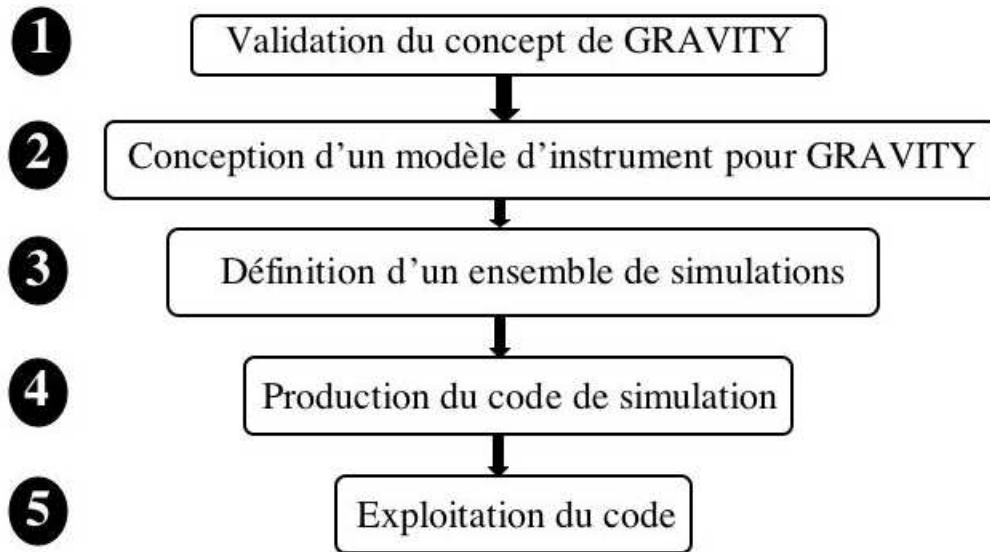 1 Validation du concept de GRAVITY
2 Conception d'un modèle d'instrument pour GRAVITY
3 Définition d'un ensemble de simulations
4 Production du code de simulation
5 Exploitation du code